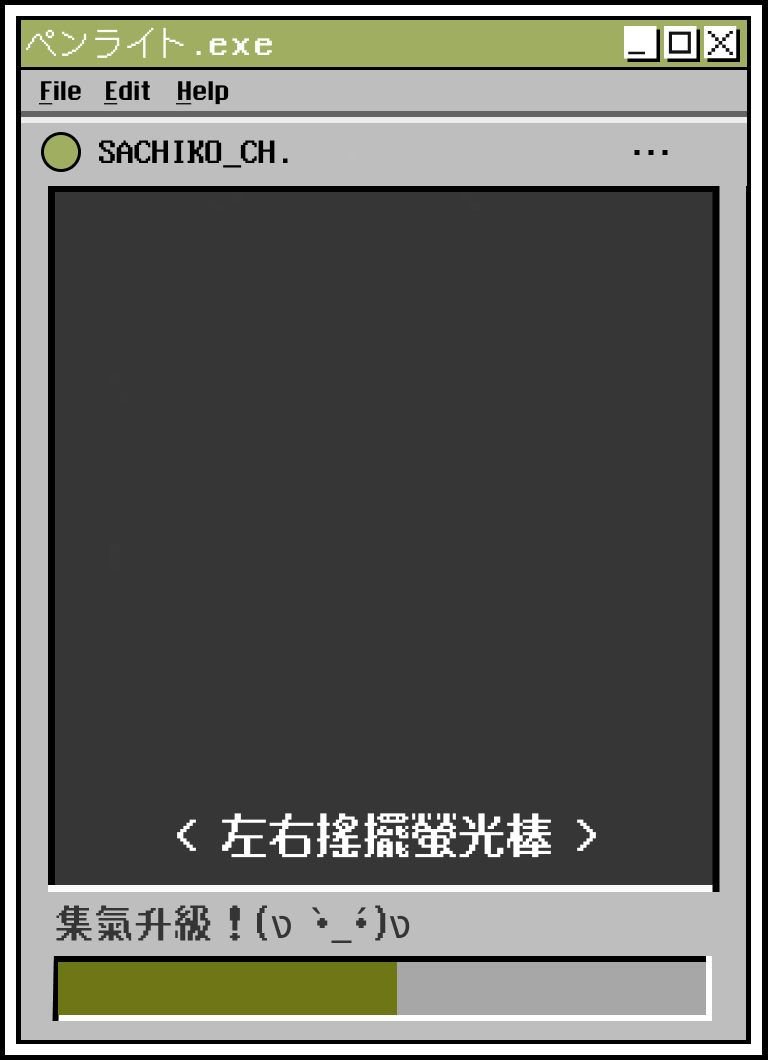 ペンライト.exe
File Edit Help
SACHIKO_CH. ...
< 左右搖擺螢光棒 >
集氣升級！(ง •̀_•́)ง